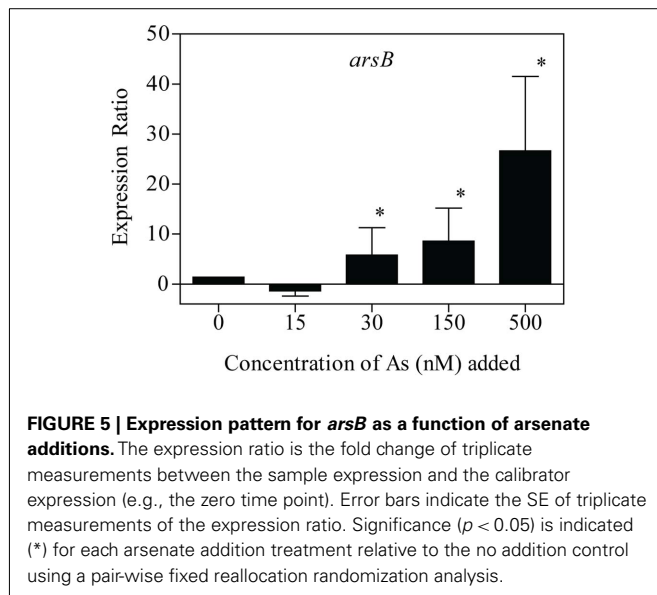 50
arsB
40
30
20
10
0
Expression Ratio
* * *
0 15 30 150 500
Concentration of As (nM) added
FIGURE 5 | Expression pattern for arsB as a function of arsenate
additions. The expression ratio is the fold change of triplicate
measurements between the sample expression and the calibrator
expression (e.g., the zero time point). Error bars indicate the SE of triplicate
measurements of the expression ratio. Significance (p < 0.05) is indicated
(*) for each arsenate addition treatment relative to the no addition control
using a pair-wise fixed reallocation randomization analysis.